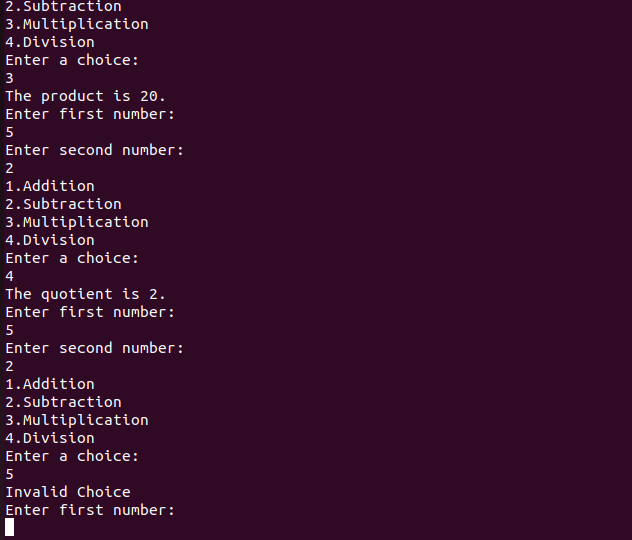 2.Subtraction
3.Multiplication
4.Division
Enter a choice:
3
The product is 20.
Enter first number:
5
Enter second number:
2
1.Addition
2.Subtraction
3.Multiplication
4.Division
Enter a choice:
4
The quotient is 2.
Enter first number:
5
Enter second number:
2
1.Addition
2.Subtraction
3.Multiplication
4.Division
Enter a choice:
5
Invalid Choice
Enter first number: